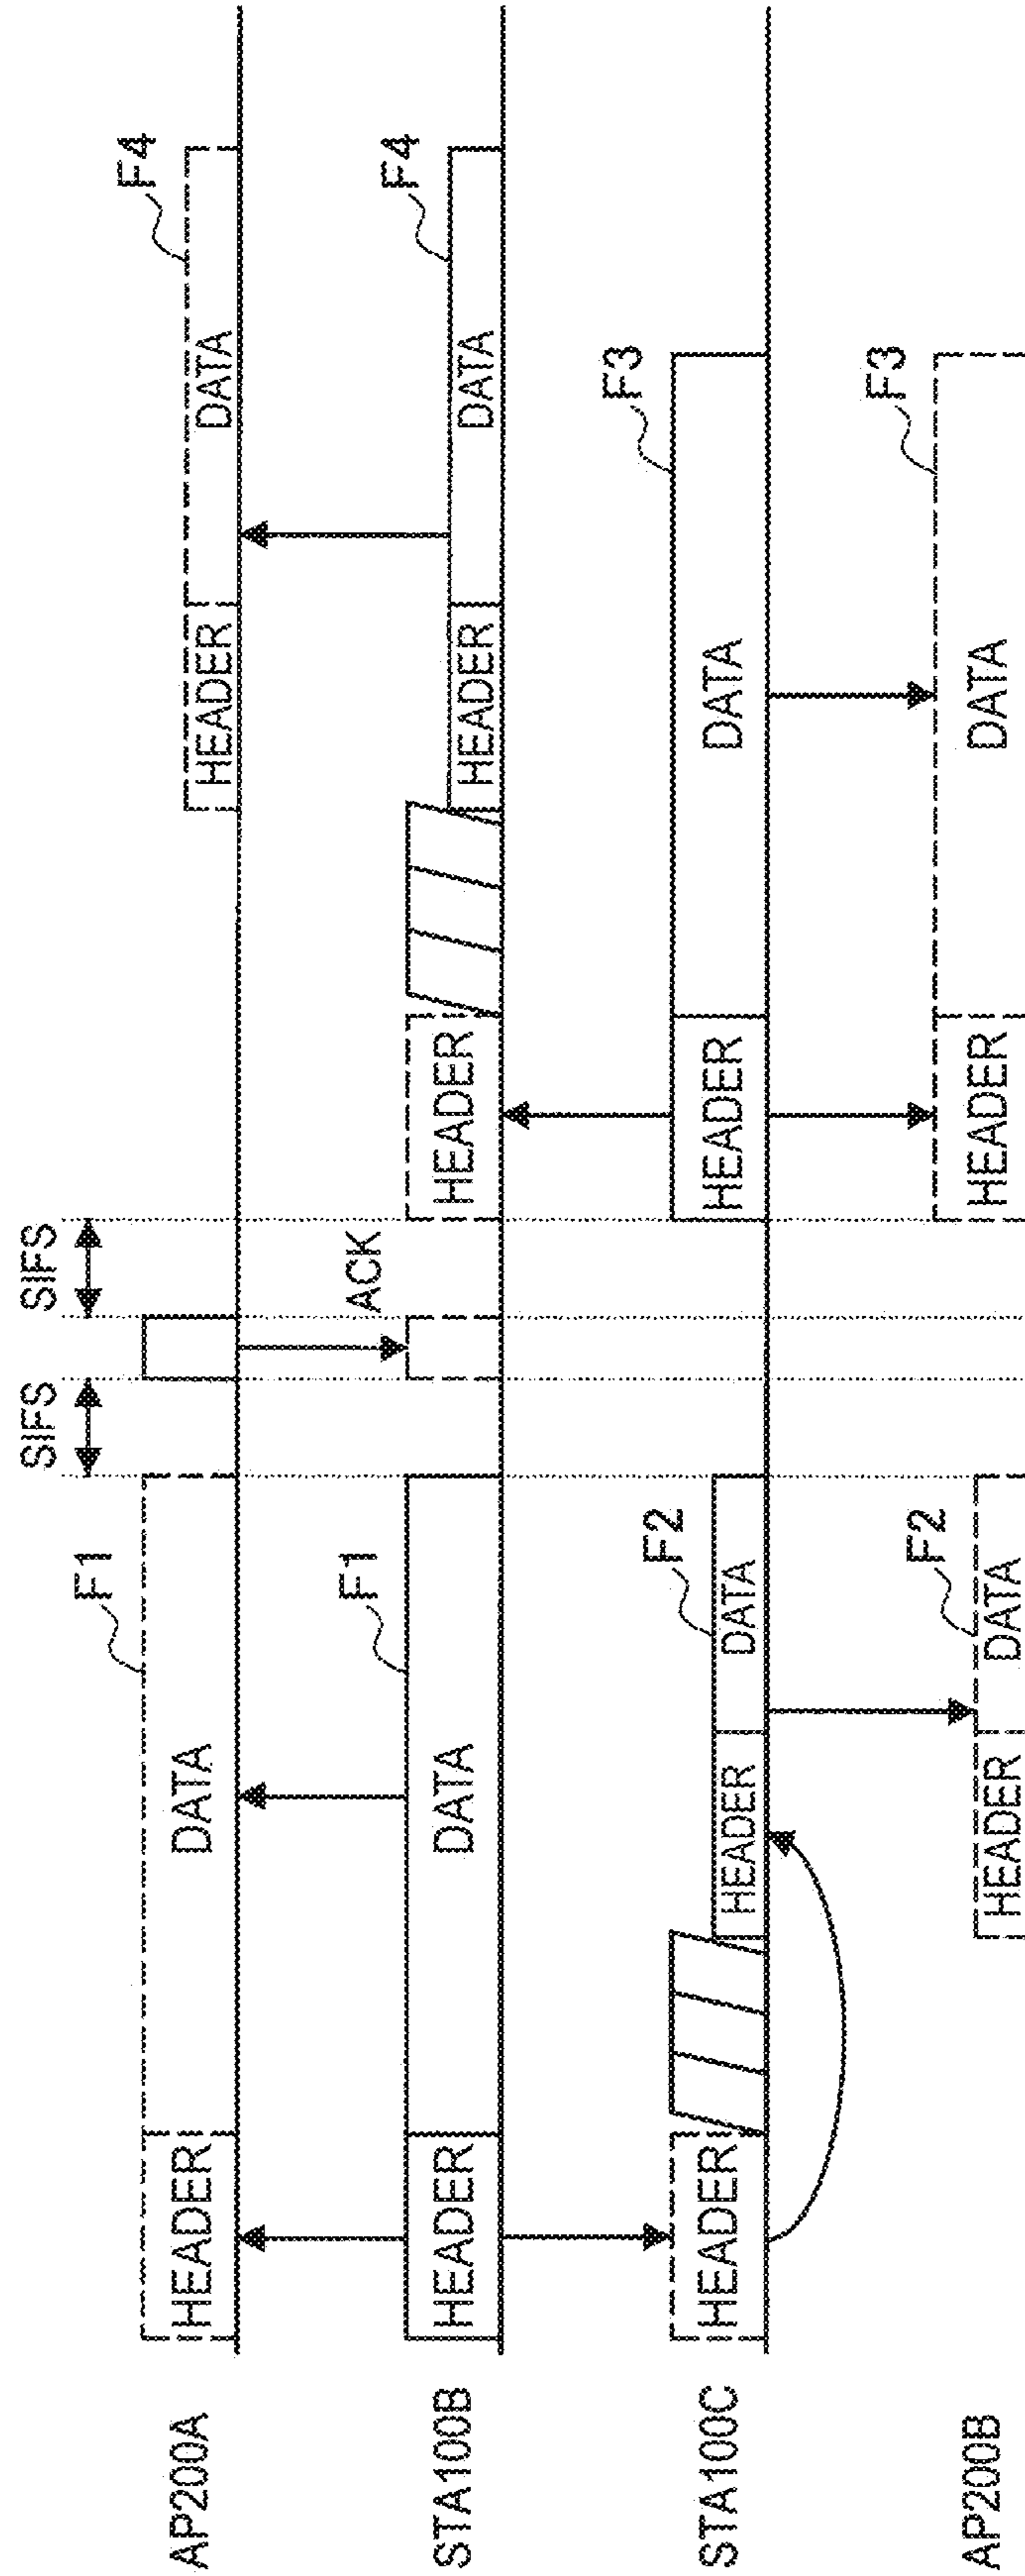 SIFS SIFS
F1 F4
AP200A HEADER DATA HEADER DATA
ACK
F1 F4
STA100B HEADER DATA HEADER HEADER DATA
F2 F3
STA100C HEADER HEADER DATA HEADER DATA
F2 F3
AP200B HEADER DATA HEADER DATA